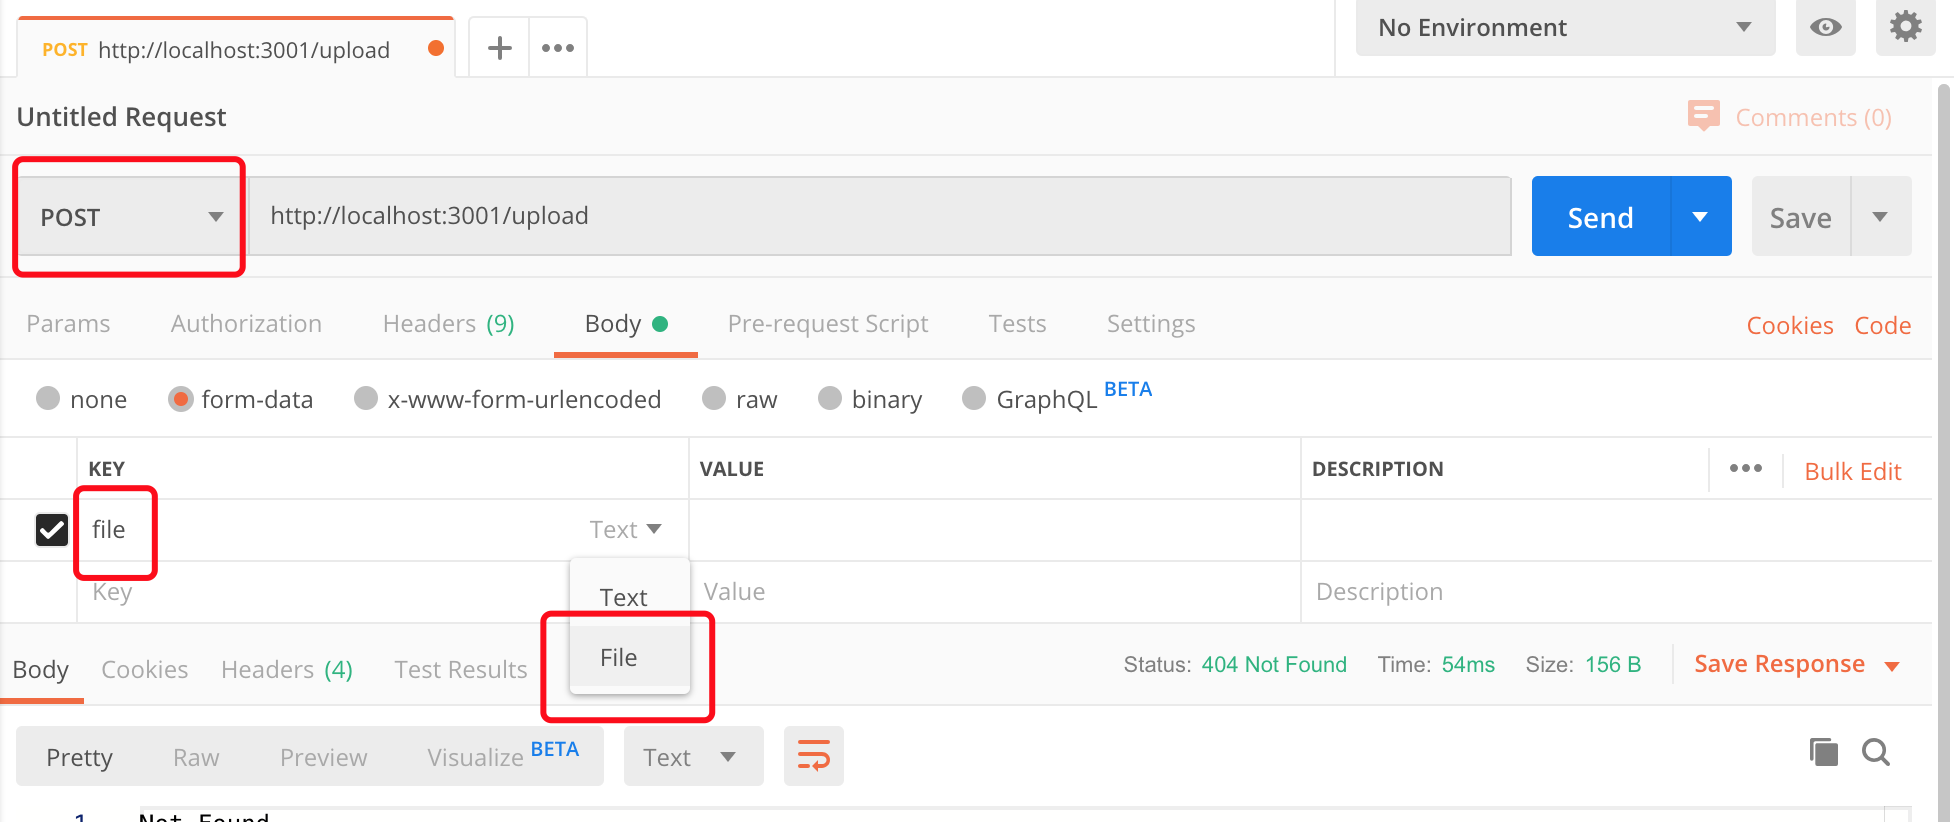 POST http://localhost:3001/upload
No Environment
Untitled Request
Comments (0)
POST http://localhost:3001/upload Send Save
Params Authorization Headers (9) Body Pre-request Script Tests Settings Cookies Code
none form-data x-www-form-urlencoded raw binary GraphQL BETA
KEY VALUE DESCRIPTION Bulk Edit
file Text
Key Value Description
Text
File
Body Cookies Headers (4) Test Results Status: 404 Not Found Time: 54ms Size: 156 B Save Response
Pretty Raw Preview Visualize BETA Text
1 Not Found